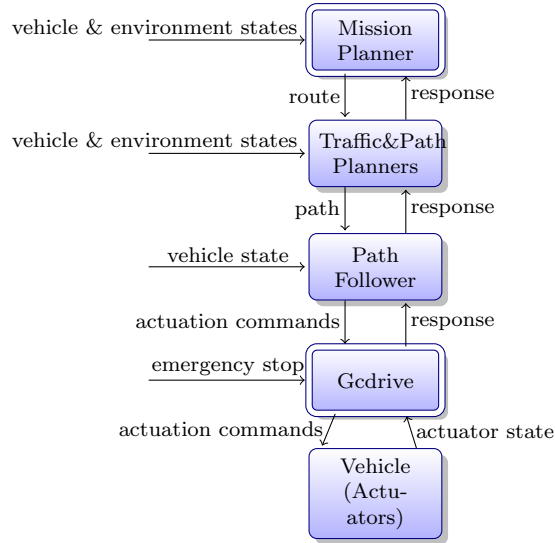 vehicle & environment states
Mission
Planner
route
response
vehicle & environment states
Traffic&Path
Planners
path
response
vehicle state
Path
Follower
actuation commands
response
emergency stop
Gcdrive
actuation commands
actuator state
Vehicle
(Actu-
ators)